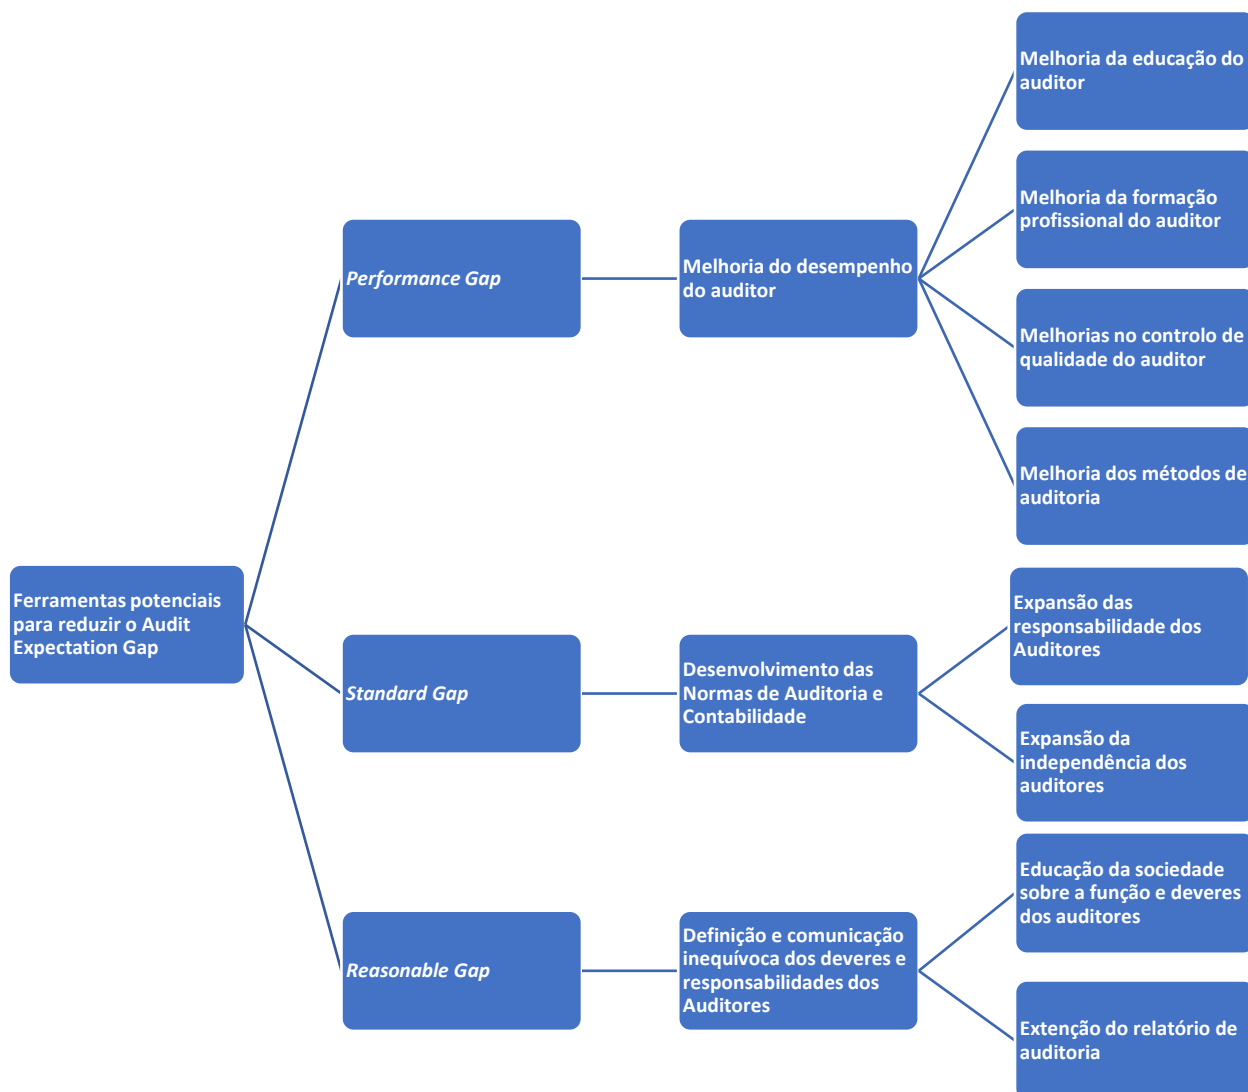 Ferramentas potenciais
para reduzir o Audit
Expectation Gap
Performance Gap
Melhoria do desempenho
do auditor
Melhoria da educação do
auditor
Melhoria da formação
profissional do auditor
Melhorias no controlo de
qualidade do auditor
Melhoria dos métodos de
auditoria
Standard Gap
Desenvolvimento das
Normas de Auditoria e
Contabilidade
Expansão das
responsabilidade dos
Auditores
Expansão da
independência dos
auditores
Reasonable Gap
Definição e comunicação
inequívoca dos deveres e
responsabilidades dos
Auditores
Educação da sociedade
sobre a função e deveres
dos auditores
Extenção do relatório de
auditoria